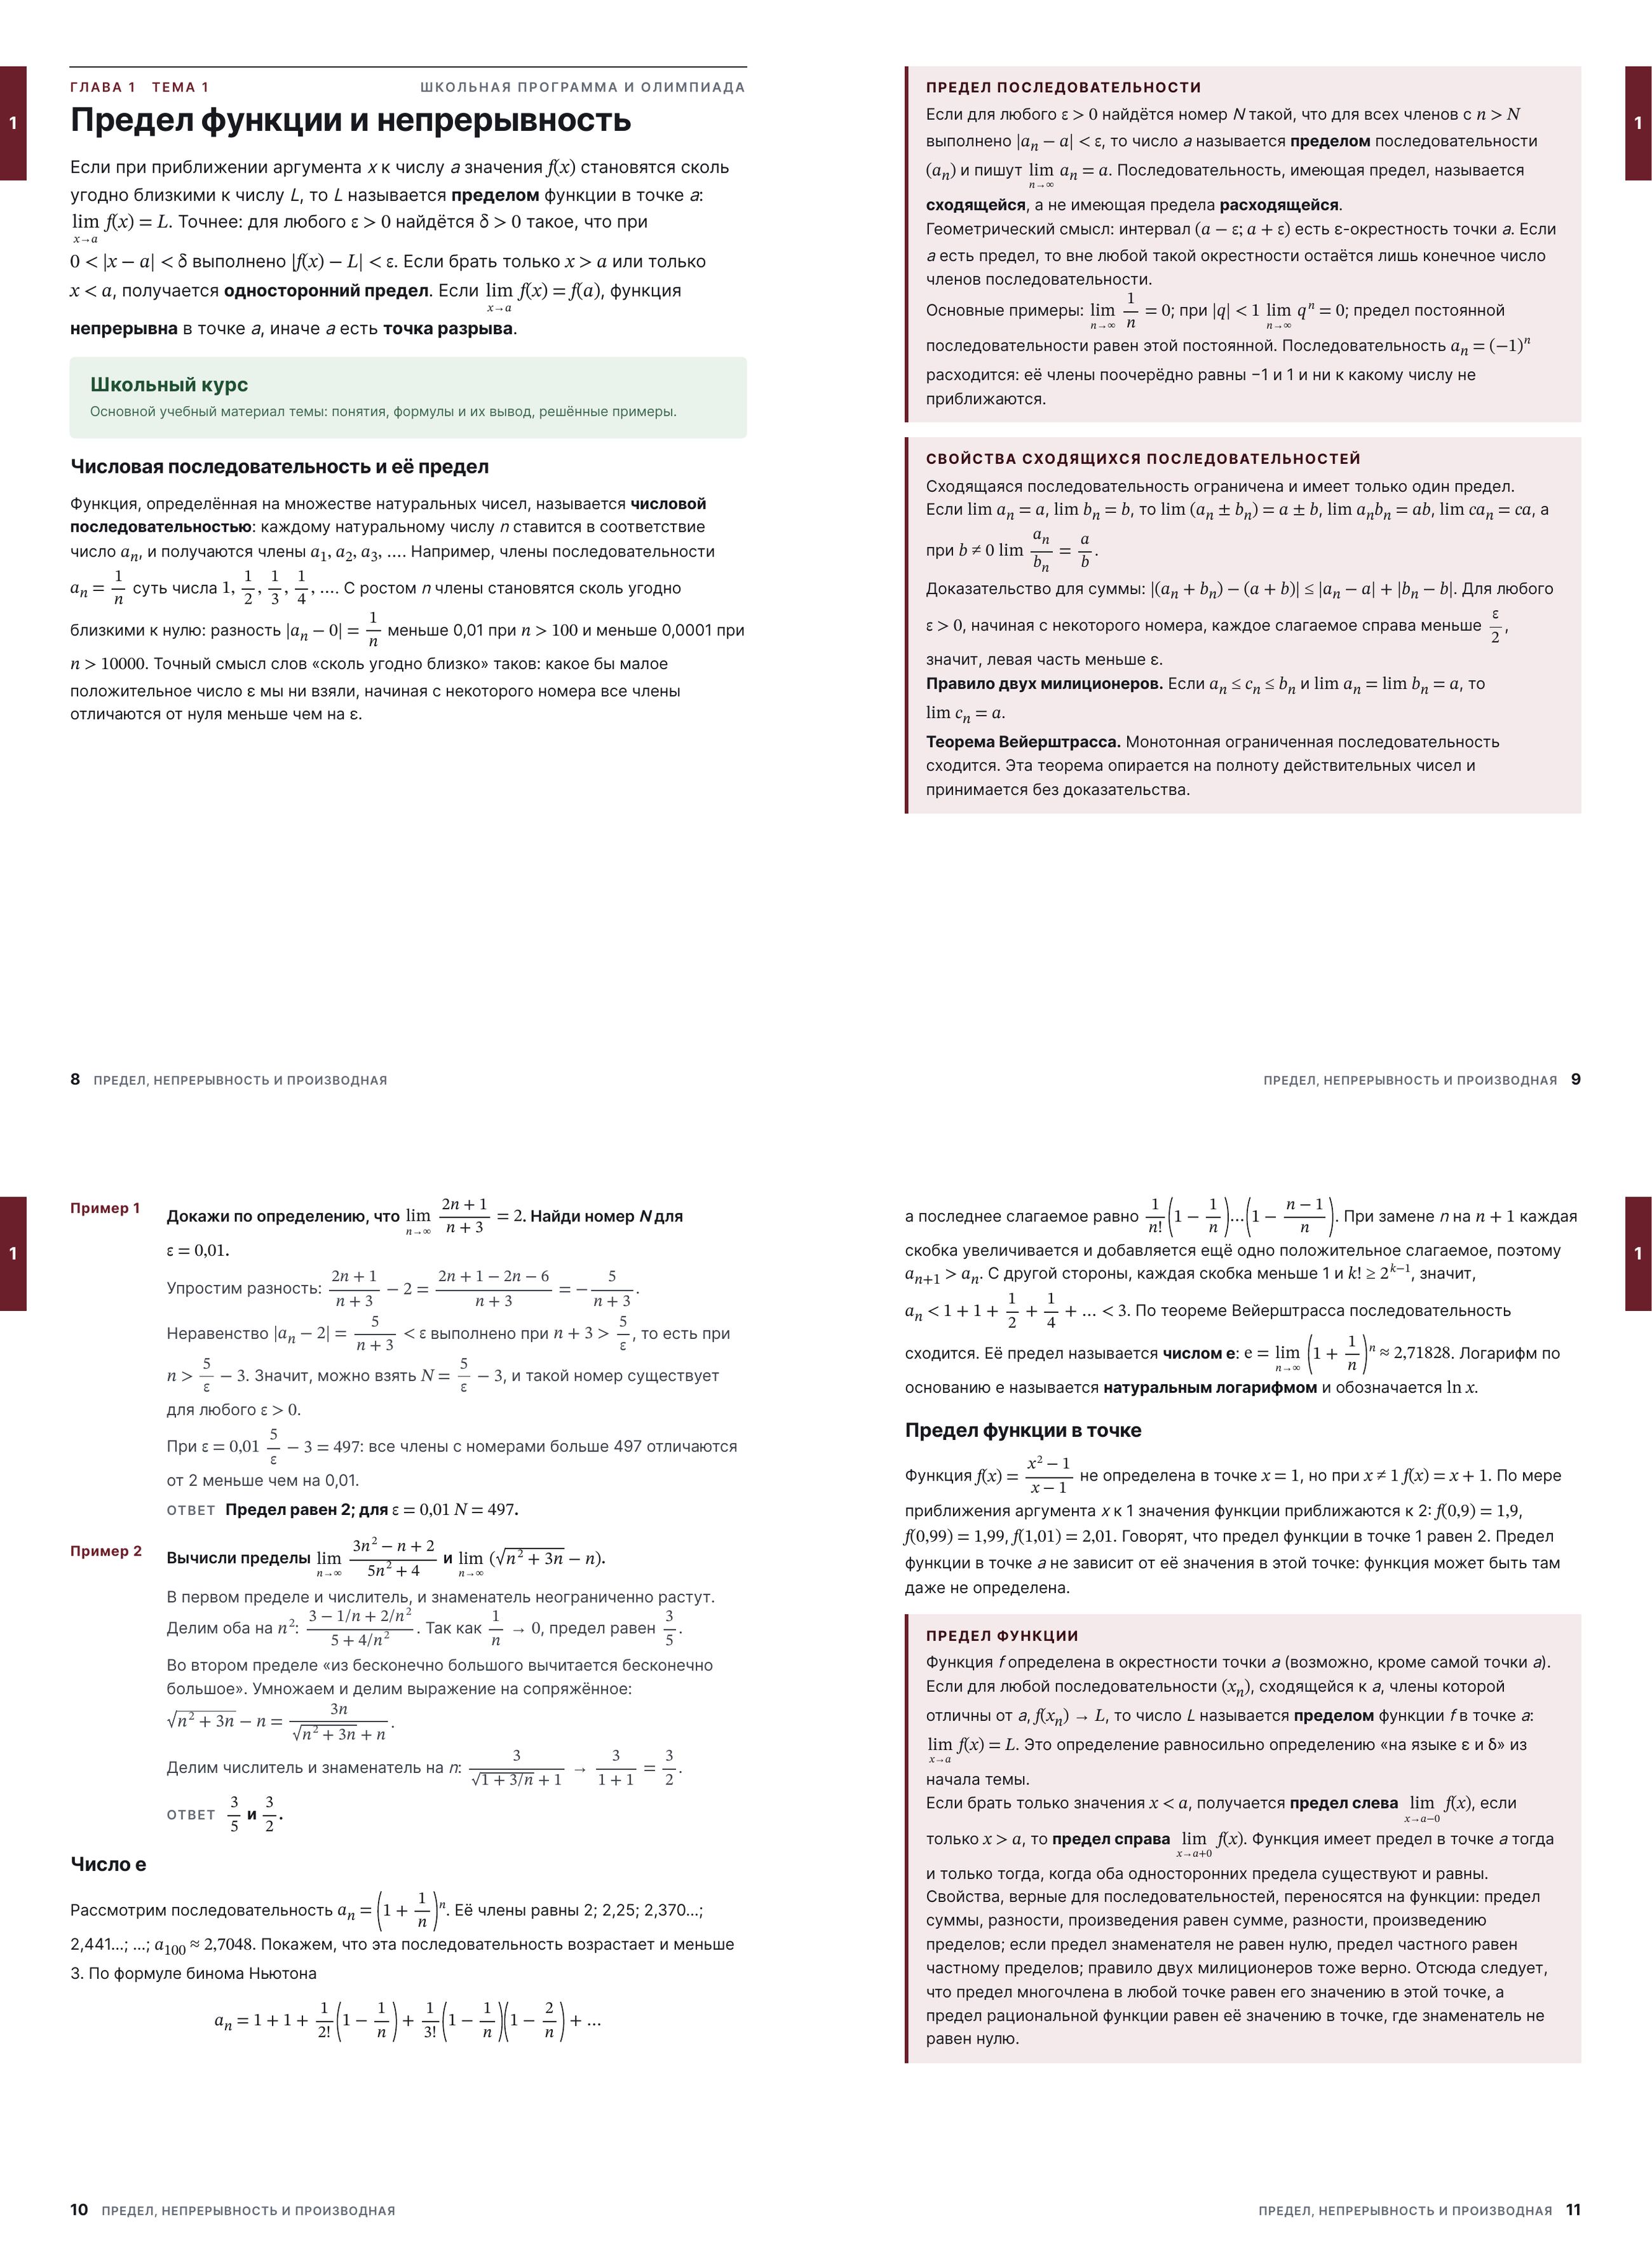 1
ГЛАВА 1 ТЕМА 1 ШКОЛЬНАЯ ПРОГРАММА И ОЛИМПИАДА
Предел функции и непрерывность
Если при приближении аргумента x к числу a значения f(x) становятся сколь
угодно близкими к числу L, то L называется пределом функции в точке a:
lim x→a f(x) = L. Точнее: для любого ε > 0 найдётся δ > 0 такое, что при
0 < |x − a| < δ выполнено |f(x) − L| < ε. Если брать только x > a или только
x < a, получается односторонний предел. Если lim x→a f(x) = f(a), функция
непрерывна в точке a, иначе a есть точка разрыва.
Школьный курс
Основной учебный материал темы: понятия, формулы и их вывод, решённые примеры.
Числовая последовательность и её предел
Функция, определённая на множестве натуральных чисел, называется числовой
последовательностью: каждому натуральному числу n ставится в соответствие
число aₙ, и получаются члены a₁, a₂, a₃, …. Например, члены последовательности
aₙ = 1/n суть числа 1, 1/2, 1/3, 1/4, …. С ростом n члены становятся сколь угодно
близкими к нулю: разность |aₙ − 0| = 1/n меньше 0,01 при n > 100 и меньше 0,0001 при
n > 10000. Точный смысл слов «сколь угодно близко» таков: какое бы малое
положительное число ε мы ни взяли, начиная с некоторого номера все члены
отличаются от нуля меньше чем на ε.
8 ПРЕДЕЛ, НЕПРЕРЫВНОСТЬ И ПРОИЗВОДНАЯ
1
ПРЕДЕЛ ПОСЛЕДОВАТЕЛЬНОСТИ
Если для любого ε > 0 найдётся номер N такой, что для всех членов с n > N
выполнено |aₙ − a| < ε, то число a называется пределом последовательности
(aₙ) и пишут lim n→∞ aₙ = a. Последовательность, имеющая предел, называется
сходящейся, а не имеющая предела расходящейся.
Геометрический смысл: интервал (a − ε; a + ε) есть ε-окрестность точки a. Если
a есть предел, то вне любой такой окрестности остаётся лишь конечное число
членов последовательности.
Основные примеры: lim n→∞ 1/n = 0; при |q| < 1 lim n→∞ qⁿ = 0; предел постоянной
последовательности равен этой постоянной. Последовательность aₙ = (−1)ⁿ
расходится: её члены поочерёдно равны −1 и 1 и ни к какому числу не
приближаются.
СВОЙСТВА СХОДЯЩИХСЯ ПОСЛЕДОВАТЕЛЬНОСТЕЙ
Сходящаяся последовательность ограничена и имеет только один предел.
Если lim aₙ = a, lim bₙ = b, то lim (aₙ ± bₙ) = a ± b, lim aₙbₙ = ab, lim caₙ = ca, а
при b ≠ 0 lim aₙ/bₙ = a/b.
Доказательство для суммы: |(aₙ + bₙ) − (a + b)| ≤ |aₙ − a| + |bₙ − b|. Для любого
ε > 0, начиная с некоторого номера, каждое слагаемое справа меньше ε/2,
значит, левая часть меньше ε.
Правило двух милиционеров. Если aₙ ≤ cₙ ≤ bₙ и lim aₙ = lim bₙ = a, то
lim cₙ = a.
Теорема Вейерштрасса. Монотонная ограниченная последовательность
сходится. Эта теорема опирается на полноту действительных чисел и
принимается без доказательства.
ПРЕДЕЛ, НЕПРЕРЫВНОСТЬ И ПРОИЗВОДНАЯ 9
1
Пример 1 Докажи по определению, что lim n→∞ (2n + 1)/(n + 3) = 2. Найди номер N для
ε = 0,01.
Упростим разность: (2n + 1)/(n + 3) − 2 = (2n + 1 − 2n − 6)/(n + 3) = −5/(n + 3).
Неравенство |aₙ − 2| = 5/(n + 3) < ε выполнено при n + 3 > 5/ε, то есть при
n > 5/ε − 3. Значит, можно взять N = 5/ε − 3, и такой номер существует
для любого ε > 0.
При ε = 0,01 5/ε − 3 = 497: все члены с номерами больше 497 отличаются
от 2 меньше чем на 0,01.
ОТВЕТ Предел равен 2; для ε = 0,01 N = 497.
Пример 2 Вычисли пределы lim n→∞ (3n² − n + 2)/(5n² + 4) и lim n→∞ (√(n² + 3n) − n).
В первом пределе и числитель, и знаменатель неограниченно растут.
Делим оба на n²: (3 − 1/n + 2/n²)/(5 + 4/n²). Так как 1/n → 0, предел равен 3/5.
Во втором пределе «из бесконечно большого вычитается бесконечно
большое». Умножаем и делим выражение на сопряжённое:
√(n² + 3n) − n = 3n/(√(n² + 3n) + n).
Делим числитель и знаменатель на n: 3/(√(1 + 3/n) + 1) → 3/(1 + 1) = 3/2.
ОТВЕТ 3/5 и 3/2.
Число e
Рассмотрим последовательность aₙ = (1 + 1/n)ⁿ. Её члены равны 2; 2,25; 2,370…;
2,441…; …; a₁₀₀ ≈ 2,7048. Покажем, что эта последовательность возрастает и меньше
3. По формуле бинома Ньютона
aₙ = 1 + 1 + 1/2!(1 − 1/n) + 1/3!(1 − 1/n)(1 − 2/n) + …
10 ПРЕДЕЛ, НЕПРЕРЫВНОСТЬ И ПРОИЗВОДНАЯ
1
а последнее слагаемое равно 1/n!(1 − 1/n)…(1 − (n − 1)/n). При замене n на n + 1 каждая
скобка увеличивается и добавляется ещё одно положительное слагаемое, поэтому
aₙ₊₁ > aₙ. С другой стороны, каждая скобка меньше 1 и k! ≥ 2ᵏ⁻¹, значит,
aₙ < 1 + 1 + 1/2 + 1/4 + … < 3. По теореме Вейерштрасса последовательность
сходится. Её предел называется числом e: e = lim n→∞ (1 + 1/n)ⁿ ≈ 2,71828. Логарифм по
основанию e называется натуральным логарифмом и обозначается ln x.
Предел функции в точке
Функция f(x) = (x² − 1)/(x − 1) не определена в точке x = 1, но при x ≠ 1 f(x) = x + 1. По мере
приближения аргумента x к 1 значения функции приближаются к 2: f(0,9) = 1,9,
f(0,99) = 1,99, f(1,01) = 2,01. Говорят, что предел функции в точке 1 равен 2. Предел
функции в точке a не зависит от её значения в этой точке: функция может быть там
даже не определена.
ПРЕДЕЛ ФУНКЦИИ
Функция f определена в окрестности точки a (возможно, кроме самой точки a).
Если для любой последовательности (xₙ), сходящейся к a, члены которой
отличны от a, f(xₙ) → L, то число L называется пределом функции f в точке a:
lim x→a f(x) = L. Это определение равносильно определению «на языке ε и δ» из
начала темы.
Если брать только значения x < a, получается предел слева lim x→a−0 f(x), если
только x > a, то предел справа lim x→a+0 f(x). Функция имеет предел в точке a тогда
и только тогда, когда оба односторонних предела существуют и равны.
Свойства, верные для последовательностей, переносятся на функции: предел
суммы, разности, произведения равен сумме, разности, произведению
пределов; если предел знаменателя не равен нулю, предел частного равен
частному пределов; правило двух милиционеров тоже верно. Отсюда следует,
что предел многочлена в любой точке равен его значению в этой точке, а
предел рациональной функции равен её значению в точке, где знаменатель не
равен нулю.
ПРЕДЕЛ, НЕПРЕРЫВНОСТЬ И ПРОИЗВОДНАЯ 11